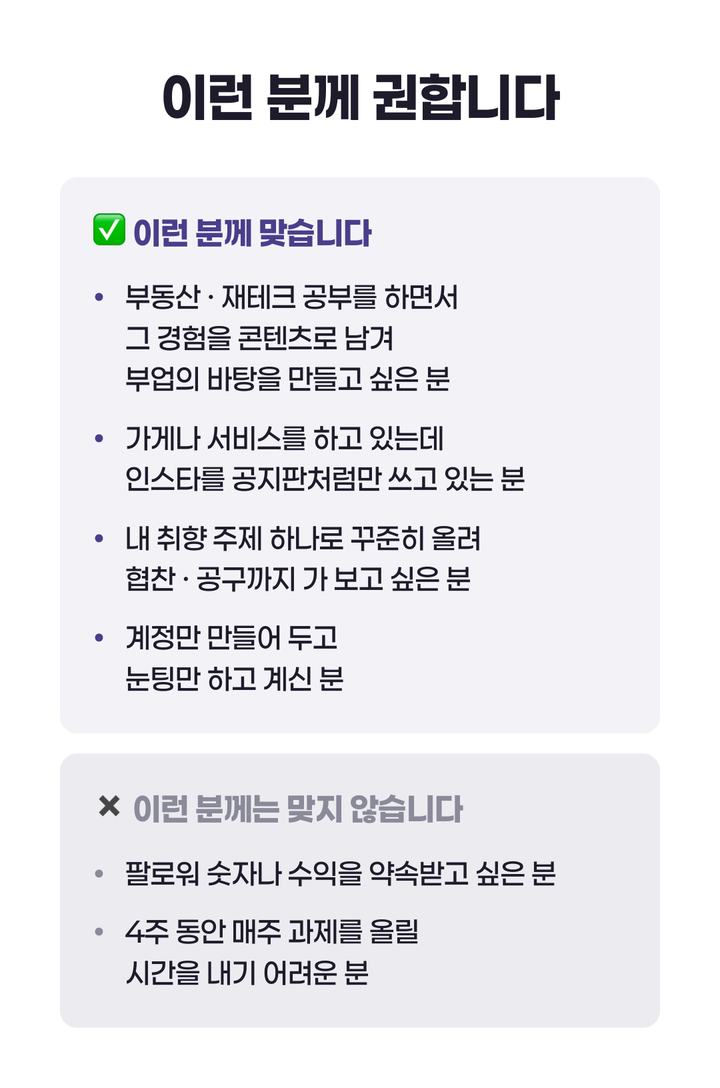 이런 분께 권합니다
✅ 이런 분께 맞습니다
• 부동산 · 재테크 공부를 하면서
그 경험을 콘텐츠로 남겨
부업의 바탕을 만들고 싶은 분
• 가게나 서비스를 하고 있는데
인스타를 공지판처럼만 쓰고 있는 분
• 내 취향 주제 하나로 꾸준히 올려
협찬 · 공구까지 가 보고 싶은 분
• 계정만 만들어 두고
눈팅만 하고 계신 분
✖ 이런 분께는 맞지 않습니다
• 팔로워 숫자나 수익을 약속받고 싶은 분
• 4주 동안 매주 과제를 올릴
시간을 내기 어려운 분